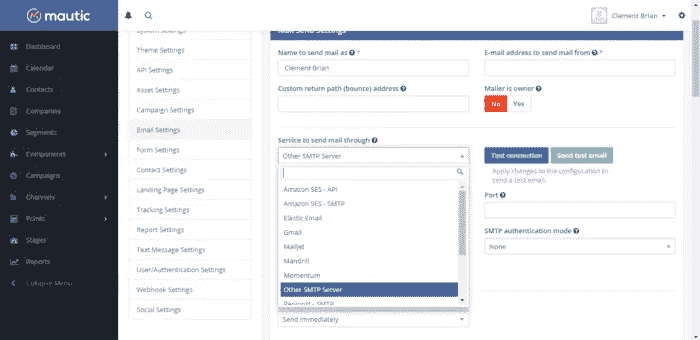 mautic
Clement Brian
Dashboard
Calendar
Contacts
Companies
Segments
Components
Campaigns
Channels
Points
Stages
Reports
Collapse Menu
System Settings
Theme Settings
API Settings
Asset Settings
Campaign Settings
Email Settings
Form Settings
Contact Settings
Landing Page Settings
Tracking Settings
Report Settings
Text Message Settings
User/Authentication Settings
Webhook Settings
Social Settings
Mail Send Settings
Name to send mail as *
Clement Brian
E-mail address to send mail from *
Custom return path (bounce) address
Mailer is owner
No Yes
Service to send mail through
Other SMTP Server
Amazon SES - API
Amazon SES - SMTP
Elastic Email
Gmail
Mailjet
Mandrill
Momentum
Other SMTP Server
Send immediately
Test connection Send test email
Apply changes to the configuration to
send a test email.
Port
SMTP authentication mode
None